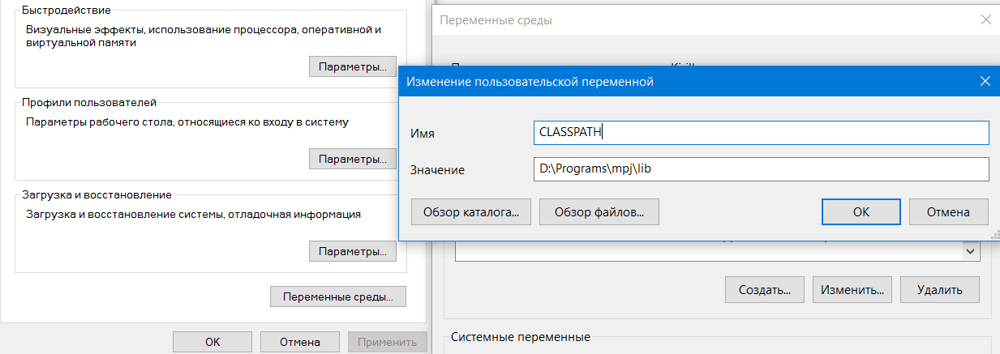 Быстродействие
Визуальные эффекты, использование процессора, оперативной и
виртуальной памяти
Параметры...
Профили пользователей
Параметры рабочего стола, относящиеся ко входу в систему
Параметры...
Загрузка и восстановление
Загрузка и восстановление системы, отладочная информация
Параметры...
Переменные среды...
ОК
Отмена
Применить
Переменные среды
Изменение пользовательской переменной
Имя
CLASSPATH
Значение
D:\Programs\mpj\lib
Обзор каталога...
Обзор файлов...
ОК
Отмена
Создать...
Изменить...
Удалить
Системные переменные